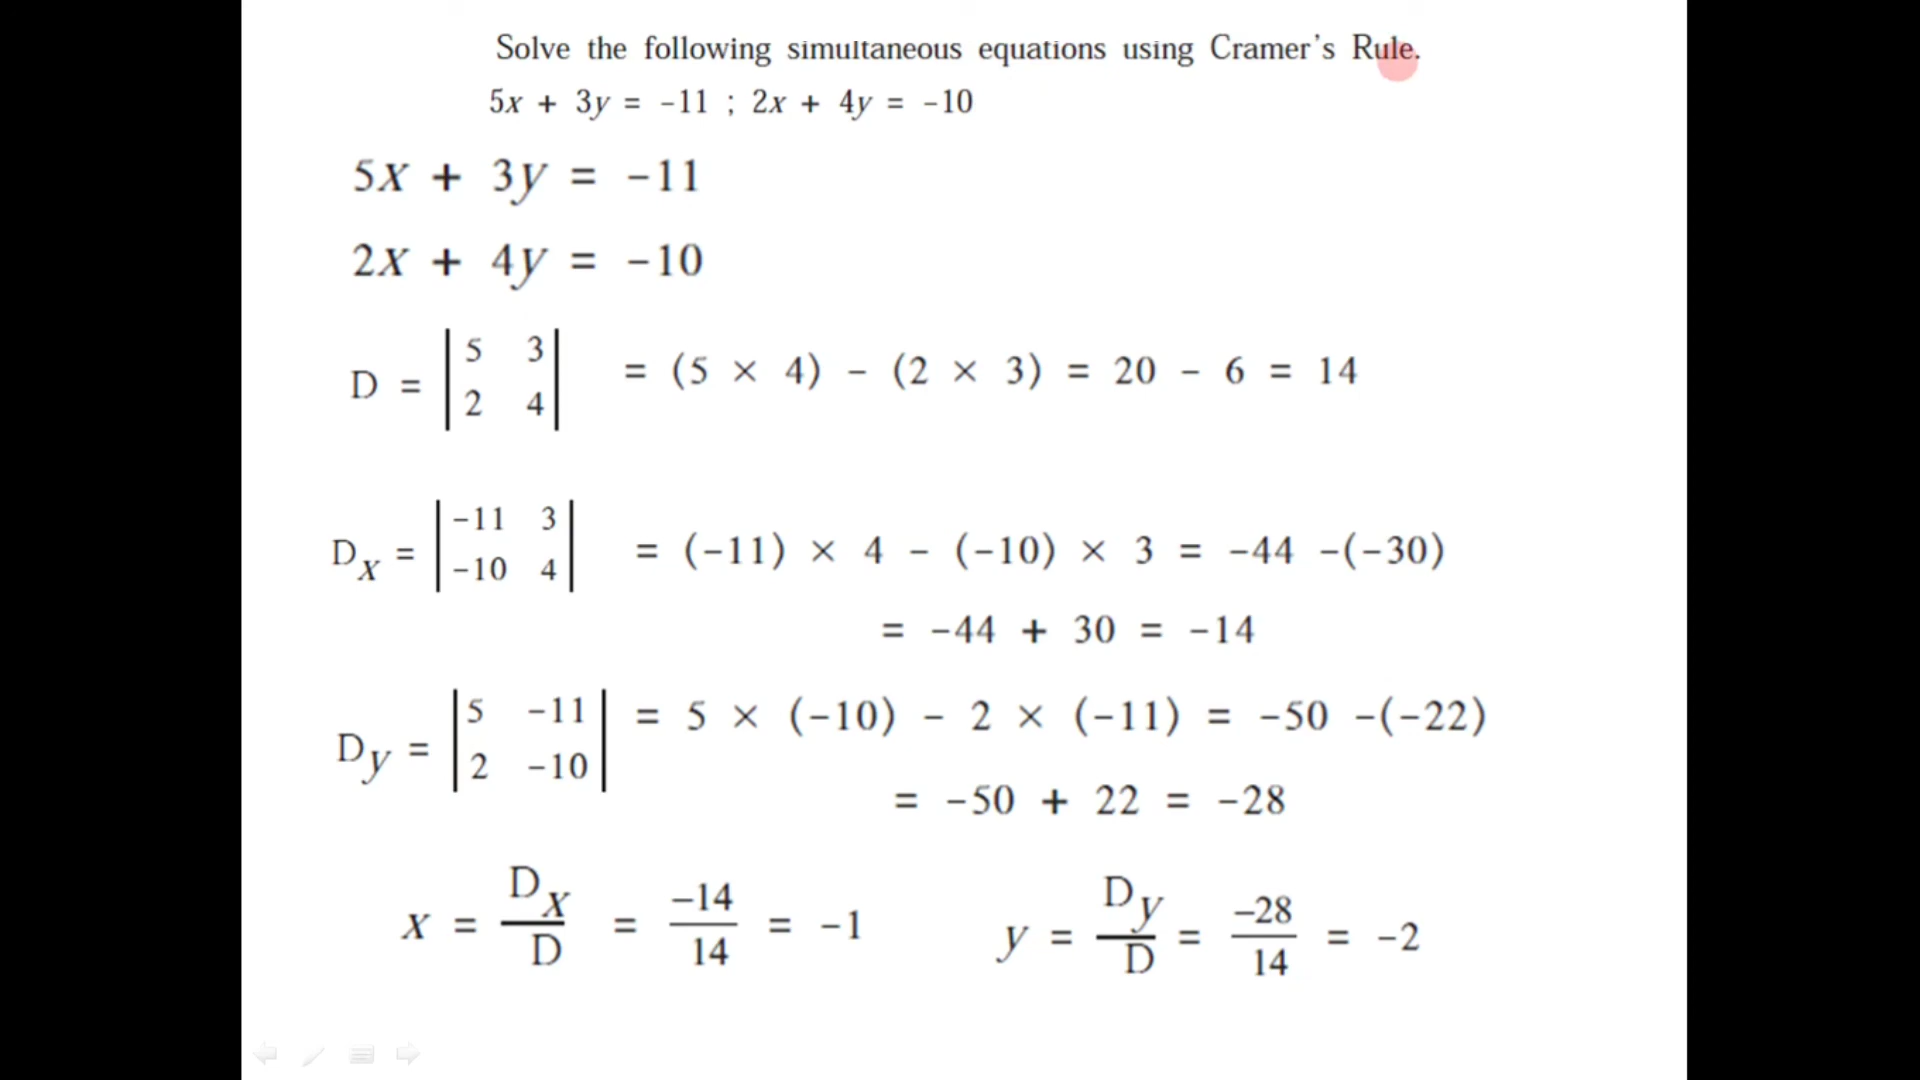 Solve the following simultaneous equations using Cramer's Rule.
5x + 3y = -11 ; 2x + 4y = -10
5x + 3y = -11
2x + 4y = -10
D = | 5 3 | = (5 × 4) - (2 × 3) = 20 - 6 = 14
| 2 4 |
Dx = | -11 3 | = (-11) × 4 - (-10) × 3 = -44 -(-30)
| -10 4 |
= -44 + 30 = -14
Dy = | 5 -11 | = 5 × (-10) - 2 × (-11) = -50 -(-22)
| 2 -10 |
= -50 + 22 = -28
x = Dx/D = -14/14 = -1 y = Dy/D = -28/14 = -2